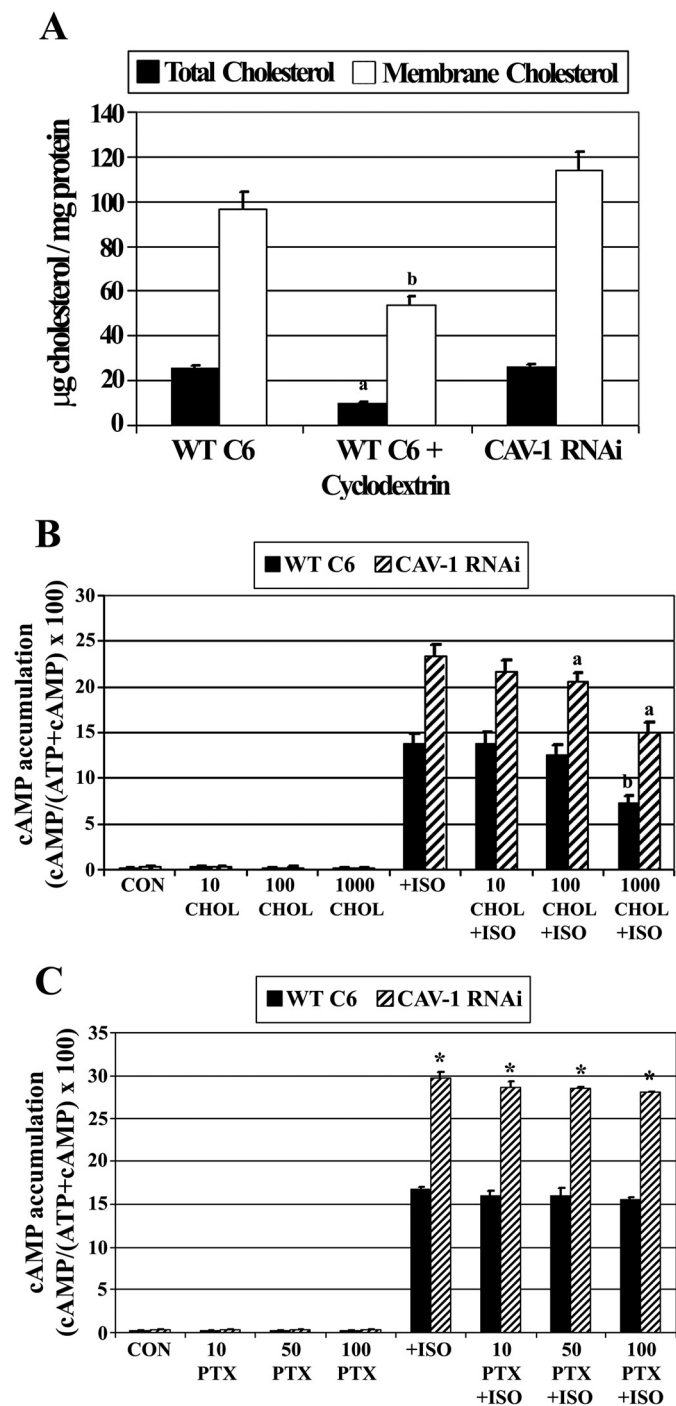 A
Total Cholesterol Membrane Cholesterol
140
120
100
80
60
40
20
0
µg cholesterol / mg protein
a
b
WT C6 WT C6 + CAV-1 RNAi
Cyclodextrin
B
WT C6 CAV-1 RNAi
30
25
20
15
10
5
0
cAMP accumulation
(cAMP/(ATP+cAMP) x 100)
a
a
b
CON 10 100 1000 +ISO 10 100 1000
CHOL CHOL CHOL CHOL CHOL CHOL
+ISO +ISO +ISO
C
WT C6 CAV-1 RNAi
35
30
25
20
15
10
5
0
cAMP accumulation
(cAMP/(ATP+cAMP) x 100)
* * * *
CON 10 50 100 +ISO 10 50 100
PTX PTX PTX PTX PTX PTX
+ISO +ISO +ISO